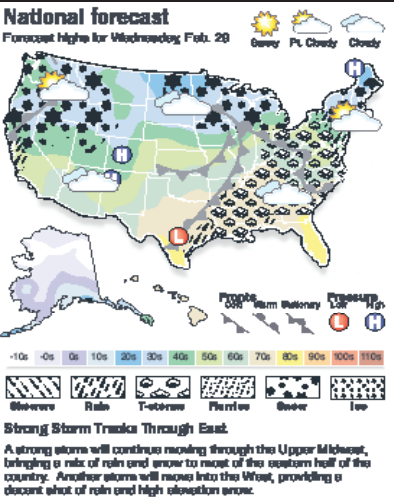 National forecast
Forecast highs for Wednesday, Feb. 29
Sunny Pt. Cloudy Cloudy
H
H
H
L
Fronts Pressure
Cold Warm Stationary Low High
L H
-10s -0s 0s 10s 20s 30s 40s 50s 60s 70s 80s 90s 100s 110s
Showers Rain T-storms Flurries Snow Ice
Strong Storm Tracks Through East
A strong storm will continue moving through the Upper Midwest,
bringing a mix of rain and snow to most of the eastern half of the
country. Another storm will move into the West, providing a
decent shot of rain and high elevation snow.